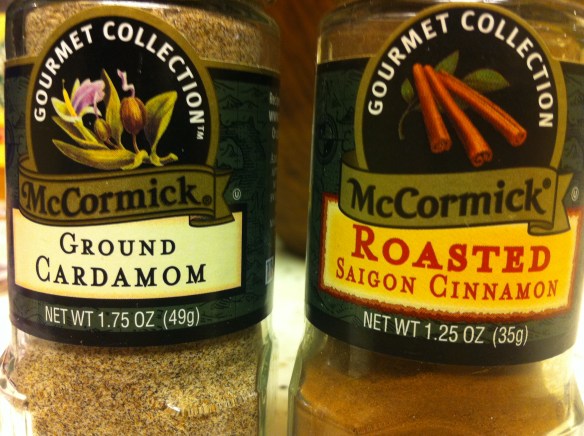 GOURMET COLLECTION™
McCormick®
GROUND
CARDAMOM
NET WT 1.75 OZ (49g)
GOURMET COLLECTION
McCormick®
ROASTED
SAIGON CINNAMON
NET WT 1.25 OZ (35g)